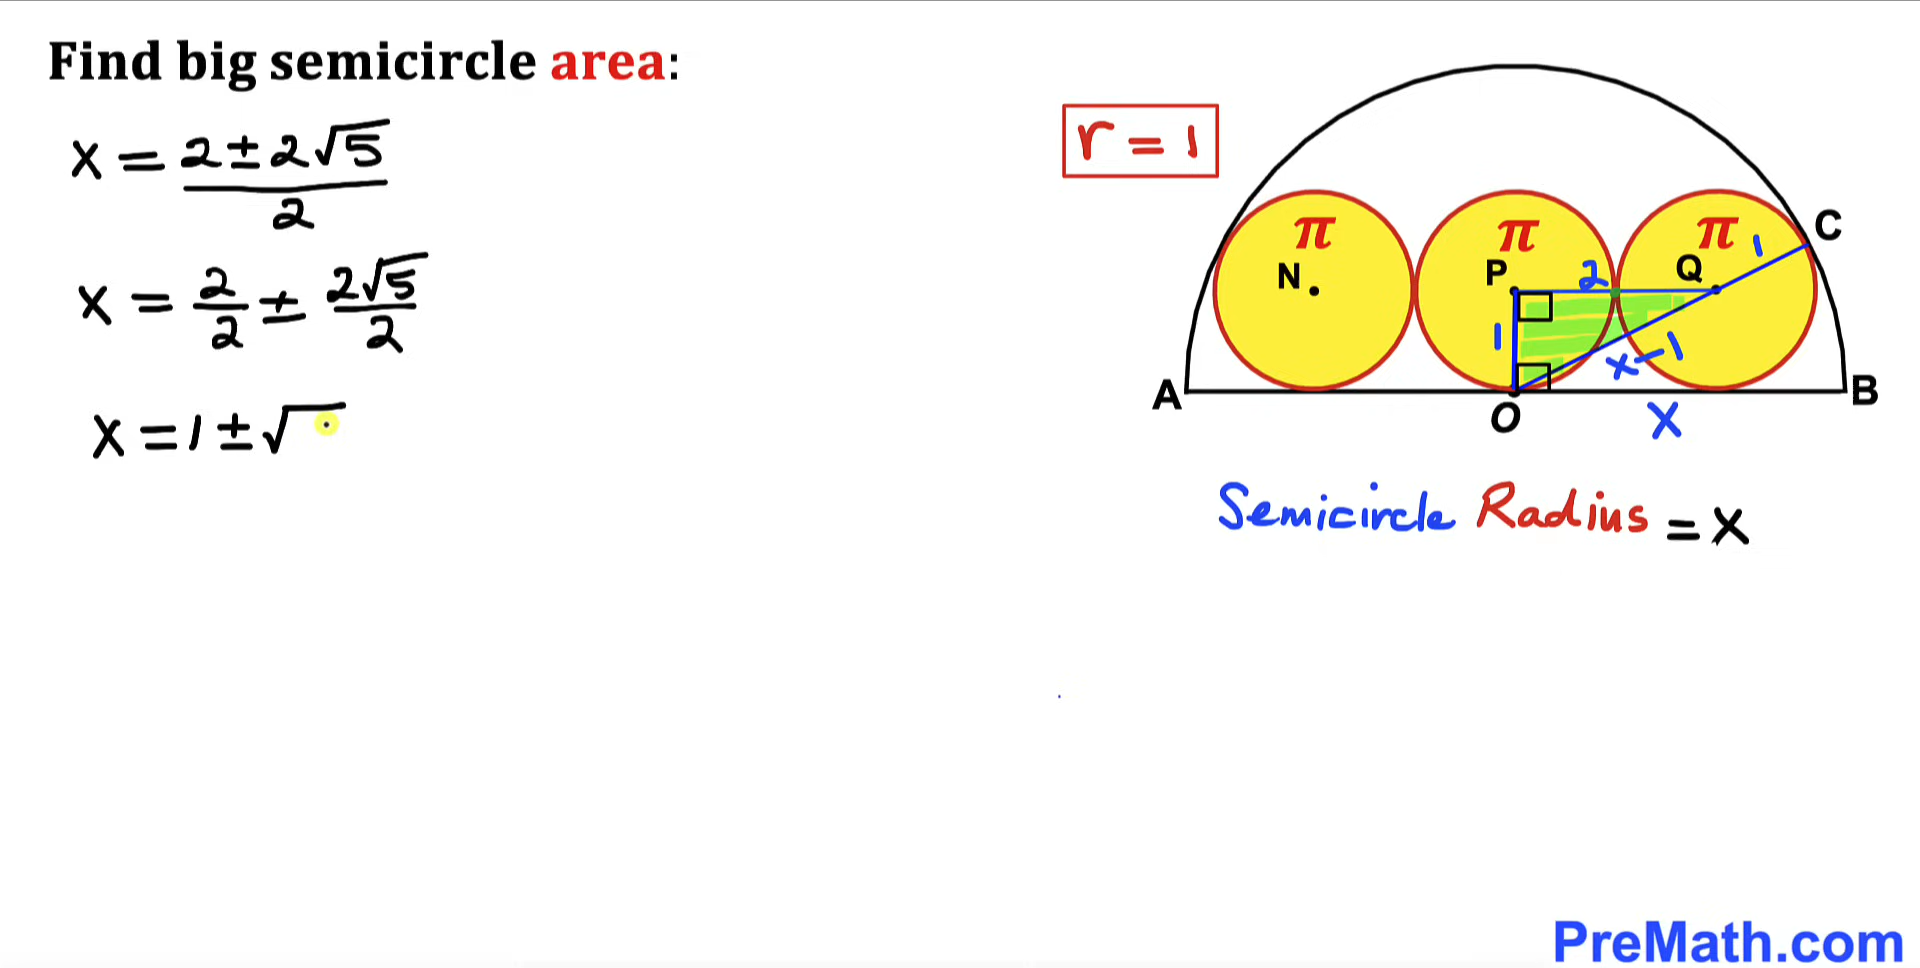 Find big semicircle area:
x = 2 ± 2√5 / 2
x = 2/2 ± 2√5/2
x = 1 ± √
r = 1
π π π 1 C
N. P 2 Q
1 x-1
A O x B
Semicircle Radius = x
PreMath.com